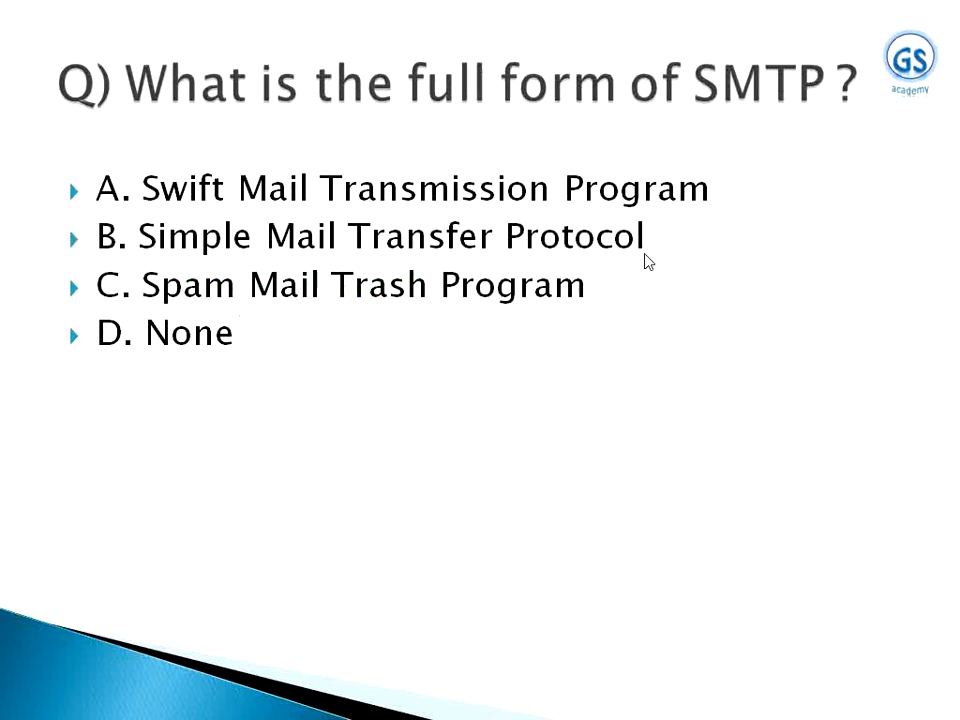 Q) What is the full form of SMTP ?
GS
academy
A. Swift Mail Transmission Program
B. Simple Mail Transfer Protocol
C. Spam Mail Trash Program
D. None